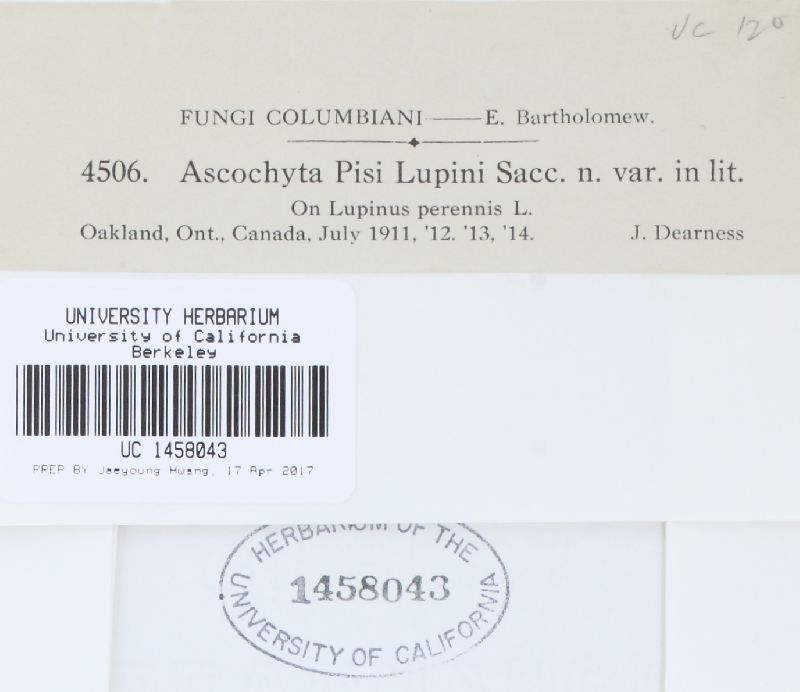 UC 120
FUNGI COLUMBIANI — E. Bartholomew.
4506. Ascochyta Pisi Lupini Sacc. n. var. in lit.
On Lupinus perennis L.
Oakland, Ont., Canada, July 1911, '12. '13, '14. J. Dearness
UNIVERSITY HERBARIUM
University of California
Berkeley
UC 1458043
PREP BY Jaeyoung Hwang, 17 Apr 2017
HERBARIUM OF THE
1458043
UNIVERSITY OF CALIFORNIA